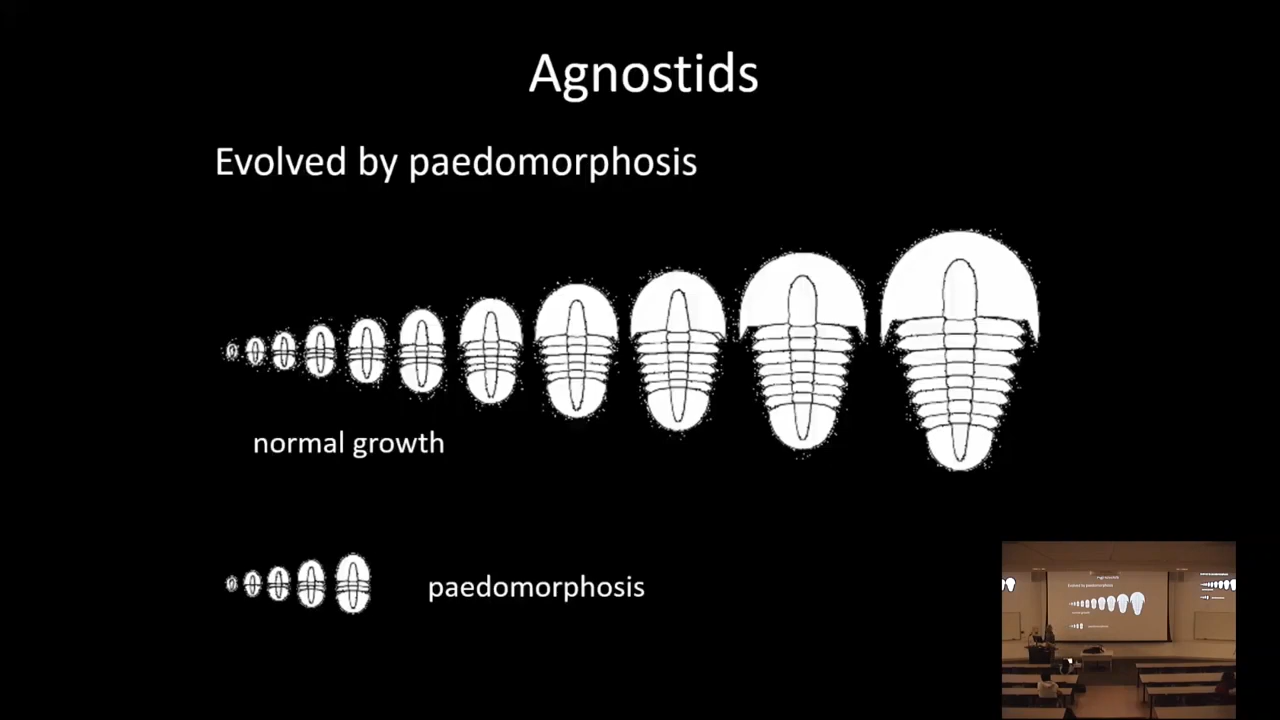 Agnostids
Evolved by paedomorphosis
normal growth
paedomorphosis